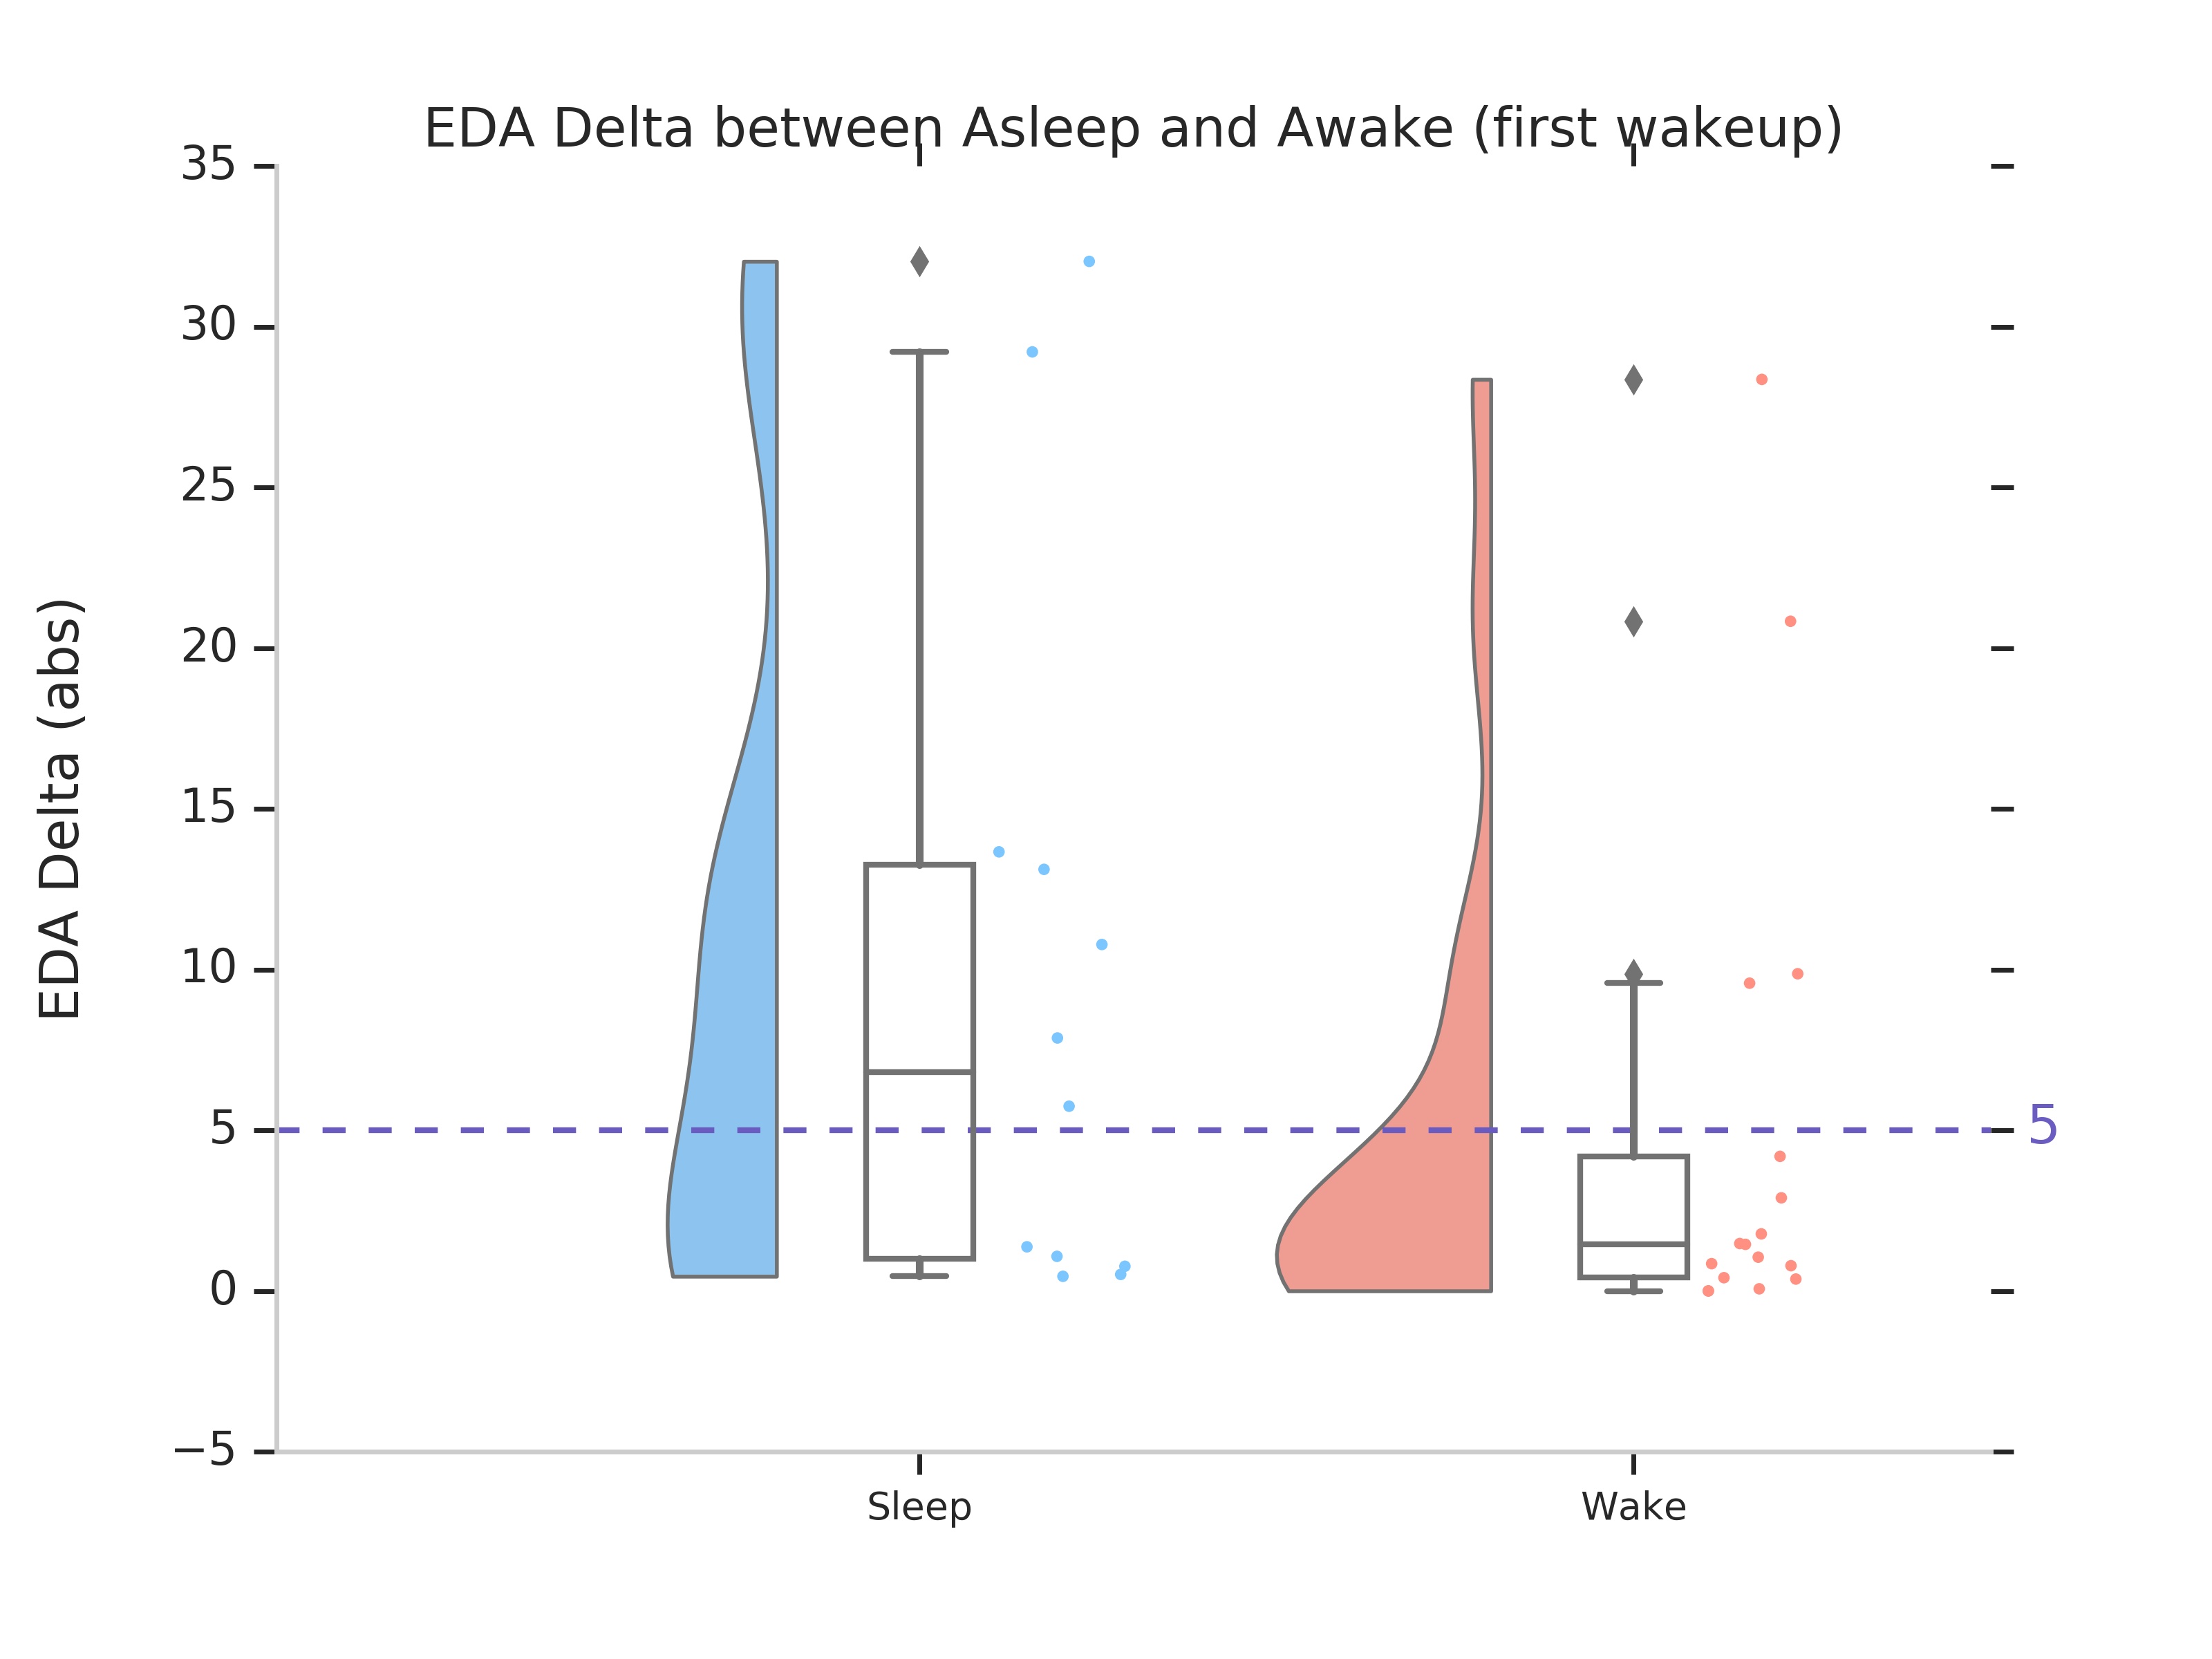 EDA Delta between Asleep and Awake (first wakeup)
35
30
25
20
15
10
5
0
−5
EDA Delta (abs)
5
Sleep
Wake